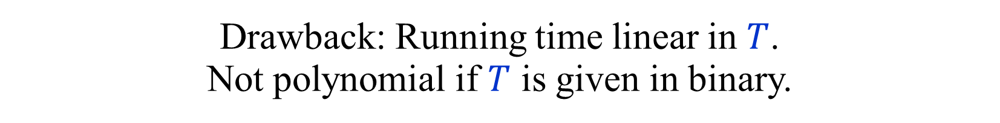 Drawback: Running time linear in T.
Not polynomial if T is given in binary.